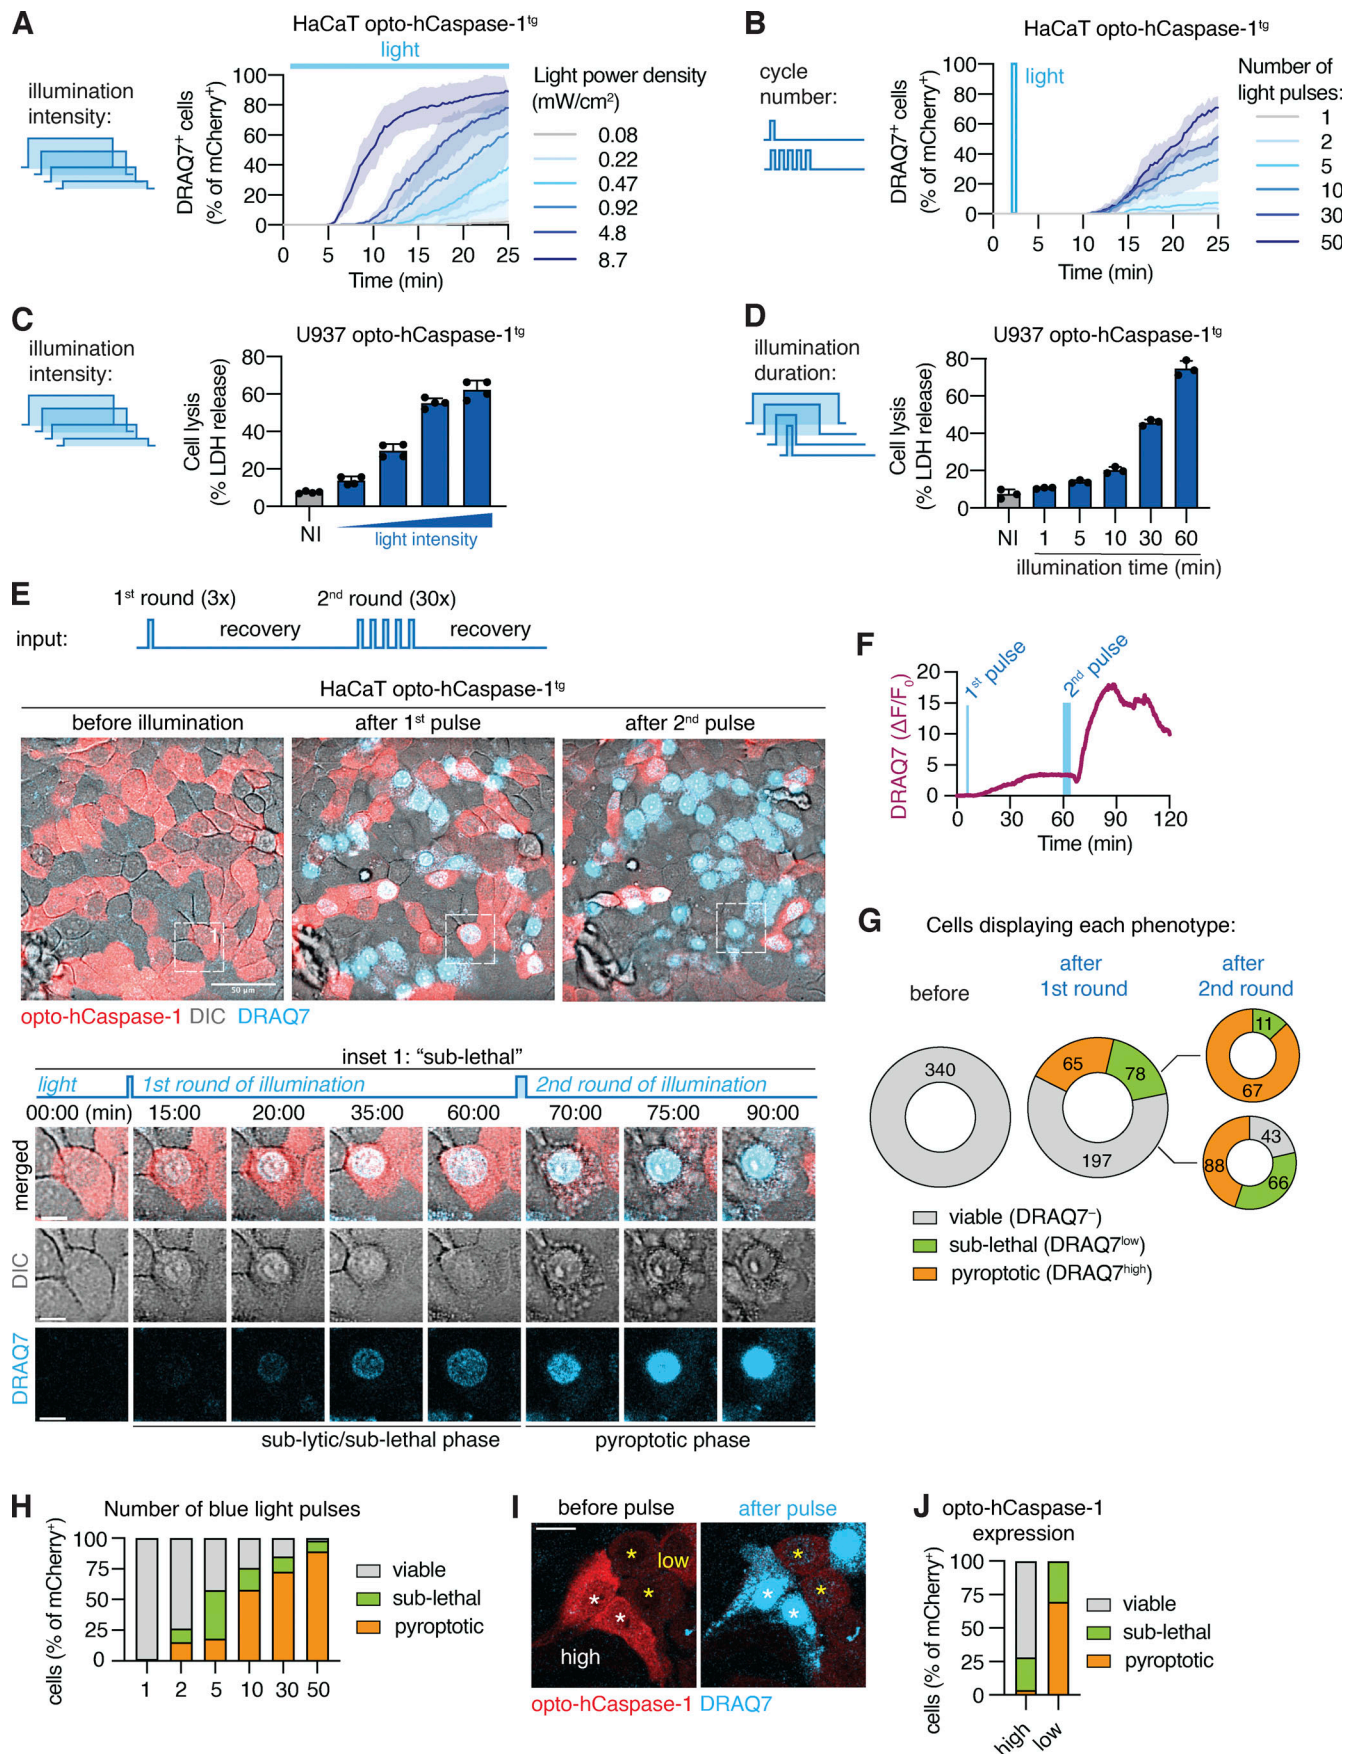 A
HaCaT opto-hCaspase-1tg
light
illumination
intensity:
DRAQ7+ cells
(% of mCherry+)
100
80
60
40
20
0
0 5 10 15 20 25
Time (min)
Light power density
(mW/cm2)
0.08
0.22
0.47
0.92
4.8
8.7
B
HaCaT opto-hCaspase-1tg
cycle
number:
light
DRAQ7+ cells
(% of mCherry+)
100
80
60
40
20
0
0 5 10 15 20 25
Time (min)
Number of
light pulses:
1
2
5
10
30
50
C
U937 opto-hCaspase-1tg
illumination
intensity:
Cell lysis
(% LDH release)
80
60
40
20
0
NI
light intensity
D
U937 opto-hCaspase-1tg
illumination
duration:
Cell lysis
(% LDH release)
80
60
40
20
0
NI 1 5 10 30 60
illumination time (min)
E
1st round (3x) 2nd round (30x)
input: recovery recovery
HaCaT opto-hCaspase-1tg
before illumination after 1st pulse after 2nd pulse
1
50 µm
opto-hCaspase-1 DIC DRAQ7
inset 1: “sub-lethal”
light 1st round of illumination 2nd round of illumination
00:00 (min) 15:00 20:00 35:00 60:00 70:00 75:00 90:00
merged
DIC
DRAQ7
sub-lytic/sub-lethal phase pyroptotic phase
F
DRAQ7 (ΔF/F0)
20
15
10
5
0
1st pulse
2nd pulse
0 30 60 90 120
Time (min)
G
Cells displaying each phenotype:
before
after
1st round
after
2nd round
340
65
78
197
11
67
43
88
66
viable (DRAQ7–)
sub-lethal (DRAQ7low)
pyroptotic (DRAQ7high)
H
Number of blue light pulses
cells (% of mCherry+)
100
75
50
25
0
1 2 5 10 30 50
viable
sub-lethal
pyroptotic
I
before pulse after pulse
* * * *
low
high
* * * *
opto-hCaspase-1 DRAQ7
J
opto-hCaspase-1
expression
cells (% of mCherry+)
100
75
50
25
0
high
low
viable
sub-lethal
pyroptotic